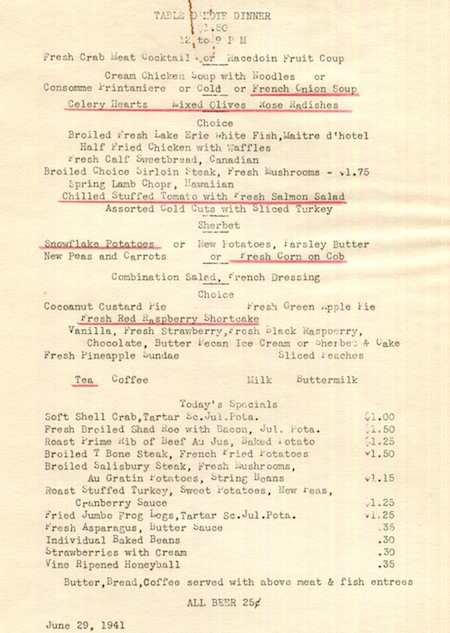 TABLE D'HOTE DINNER
$1.50
12 to 9 P M
Fresh Crab Meat Cocktail or Macedoin Fruit Coup
Cream Chicken Soup with Noodles or
Consomme Printaniere or Cold or French Onion Soup
Celery Hearts Mixed Olives Rose Radishes
Choice
Broiled Fresh Lake Erie White Fish,Maitre d'hotel
Half Fried Chicken with Waffles
Fresh Calf Sweetbread, Canadian
Broiled Choice Sirloin Steak, Fresh Mushrooms - $1.75
Spring Lamb Chops, Hawaiian
Chilled Stuffed Tomato with Fresh Salmon Salad
Assorted Cold Cuts with Sliced Turkey
Sherbet
Snowflake Potatoes or New Potatoes, Parsley Butter
New Peas and Carrots or Fresh Corn on Cob
Combination Salad, French Dressing
Choice
Cocoanut Custard Pie Fresh Green Apple Pie
Fresh Red Raspberry Shortcake
Vanilla, Fresh Strawberry,Fresh Black Raspberry,
Chocolate, Butter Pecan Ice Cream or Sherbet & Cake
Fresh Pineapple Sundae Sliced Peaches
Tea Coffee Milk Buttermilk
Today's Specials
Soft Shell Crab,Tartar Sc.Jul.Pota. $1.00
Fresh Broiled Shad Roe with Bacon, Jul. Pota. $1.50
Roast Prime Rib of Beef Au Jus, Baked Potato $1.25
Broiled T Bone Steak, French Fried Potatoes $1.50
Broiled Salisbury Steak, Fresh Mushrooms,
Au Gratin Potatoes, String Beans $1.15
Roast Stuffed Turkey, Sweet Potatoes, New Peas,
Cranberry Sauce $1.25
Fried Jumbo Frog Legs,Tartar Sc.Jul.Pota. $1.25
Fresh Asparagus, Butter Sauce .35
Individual Baked Beans .30
Strawberries with Cream .30
Vine Ripened Honeyball .35
Butter,Bread,Coffee served with above meat & fish entrees
ALL BEER 25¢
June 29, 1941